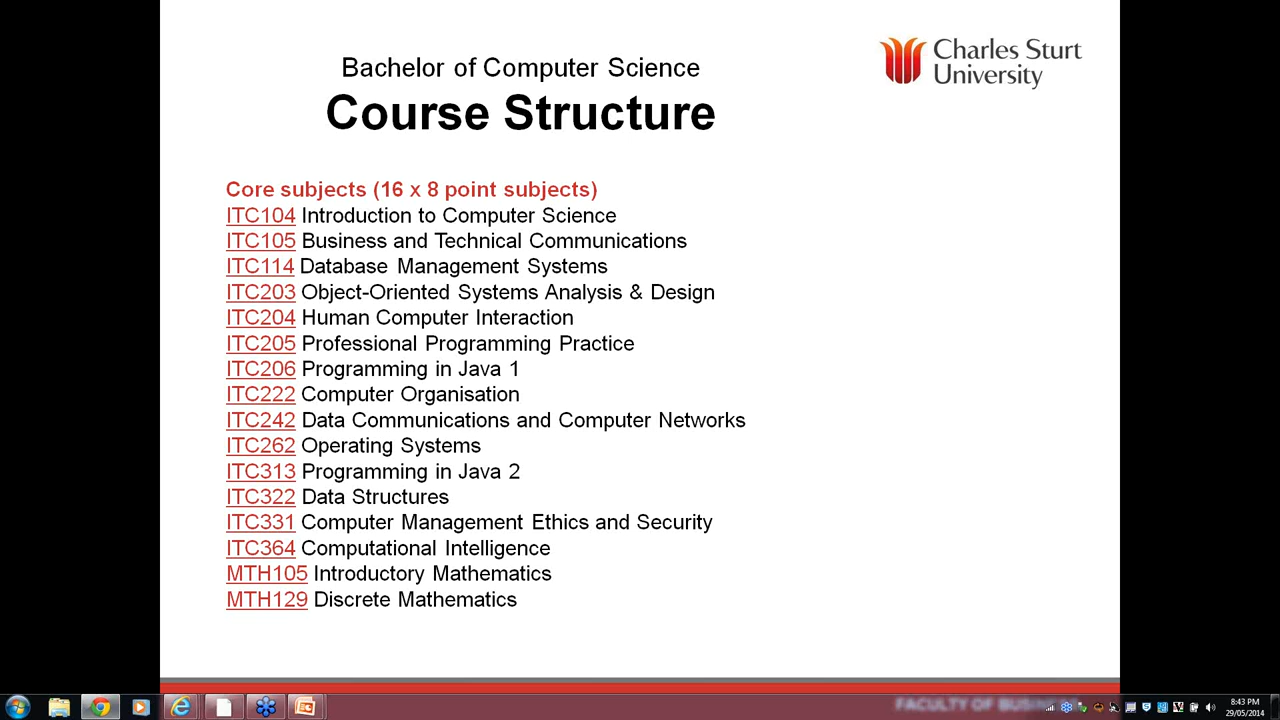 Bachelor of Computer Science
Course Structure
Charles Sturt
University
Core subjects (16 x 8 point subjects)
ITC104 Introduction to Computer Science
ITC105 Business and Technical Communications
ITC114 Database Management Systems
ITC203 Object-Oriented Systems Analysis & Design
ITC204 Human Computer Interaction
ITC205 Professional Programming Practice
ITC206 Programming in Java 1
ITC222 Computer Organisation
ITC242 Data Communications and Computer Networks
ITC262 Operating Systems
ITC313 Programming in Java 2
ITC322 Data Structures
ITC331 Computer Management Ethics and Security
ITC364 Computational Intelligence
MTH105 Introductory Mathematics
MTH129 Discrete Mathematics
FACULTY OF BUSINESS
8:43 PM
29/05/2014